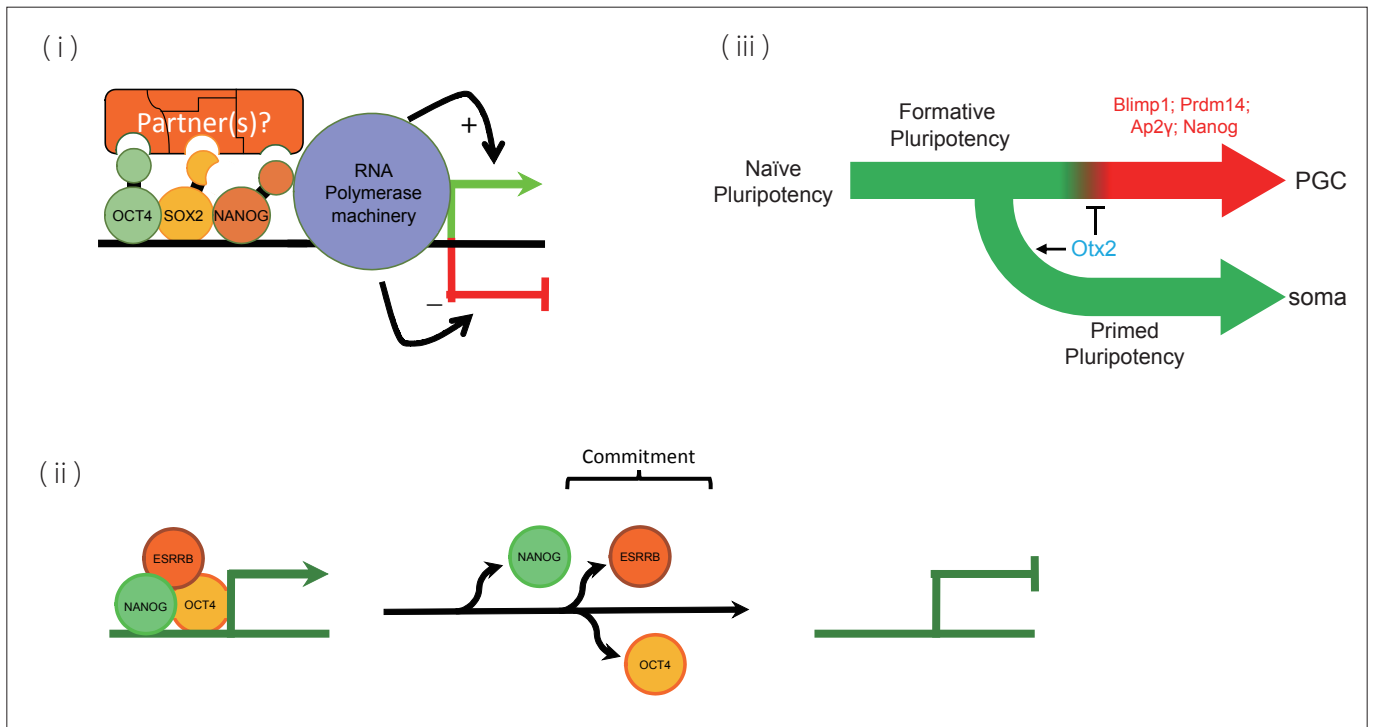 ( i )
Partner(s)?
OCT4
SOX2
NANOG
RNA
Polymerase
machinery
+
–
( iii )
Naïve
Pluripotency
Formative
Pluripotency
Blimp1; Prdm14;
Ap2γ; Nanog
PGC
Otx2
soma
Primed
Pluripotency
( ii )
ESRRB
NANOG
OCT4
Commitment
NANOG
ESRRB
OCT4